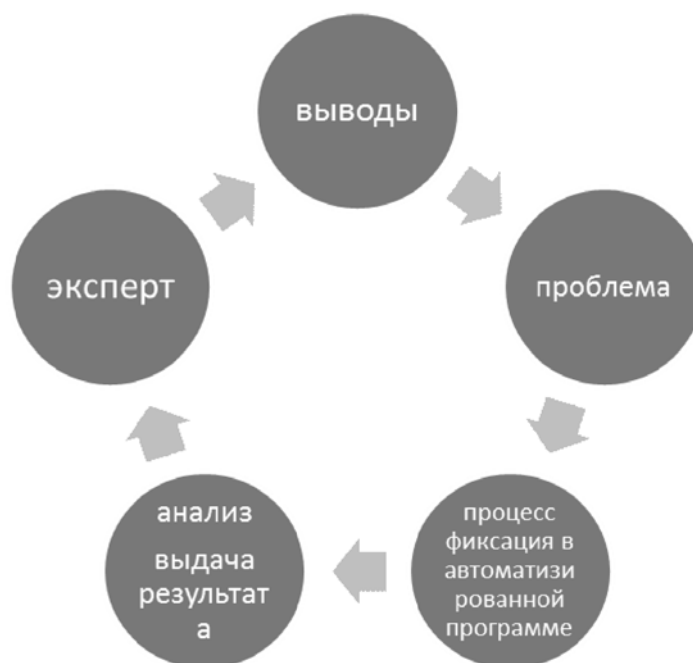 выводы
эксперт
проблема
анализ
выдача
результат
а
процесс
фиксация в
автоматизи
рованной
программе